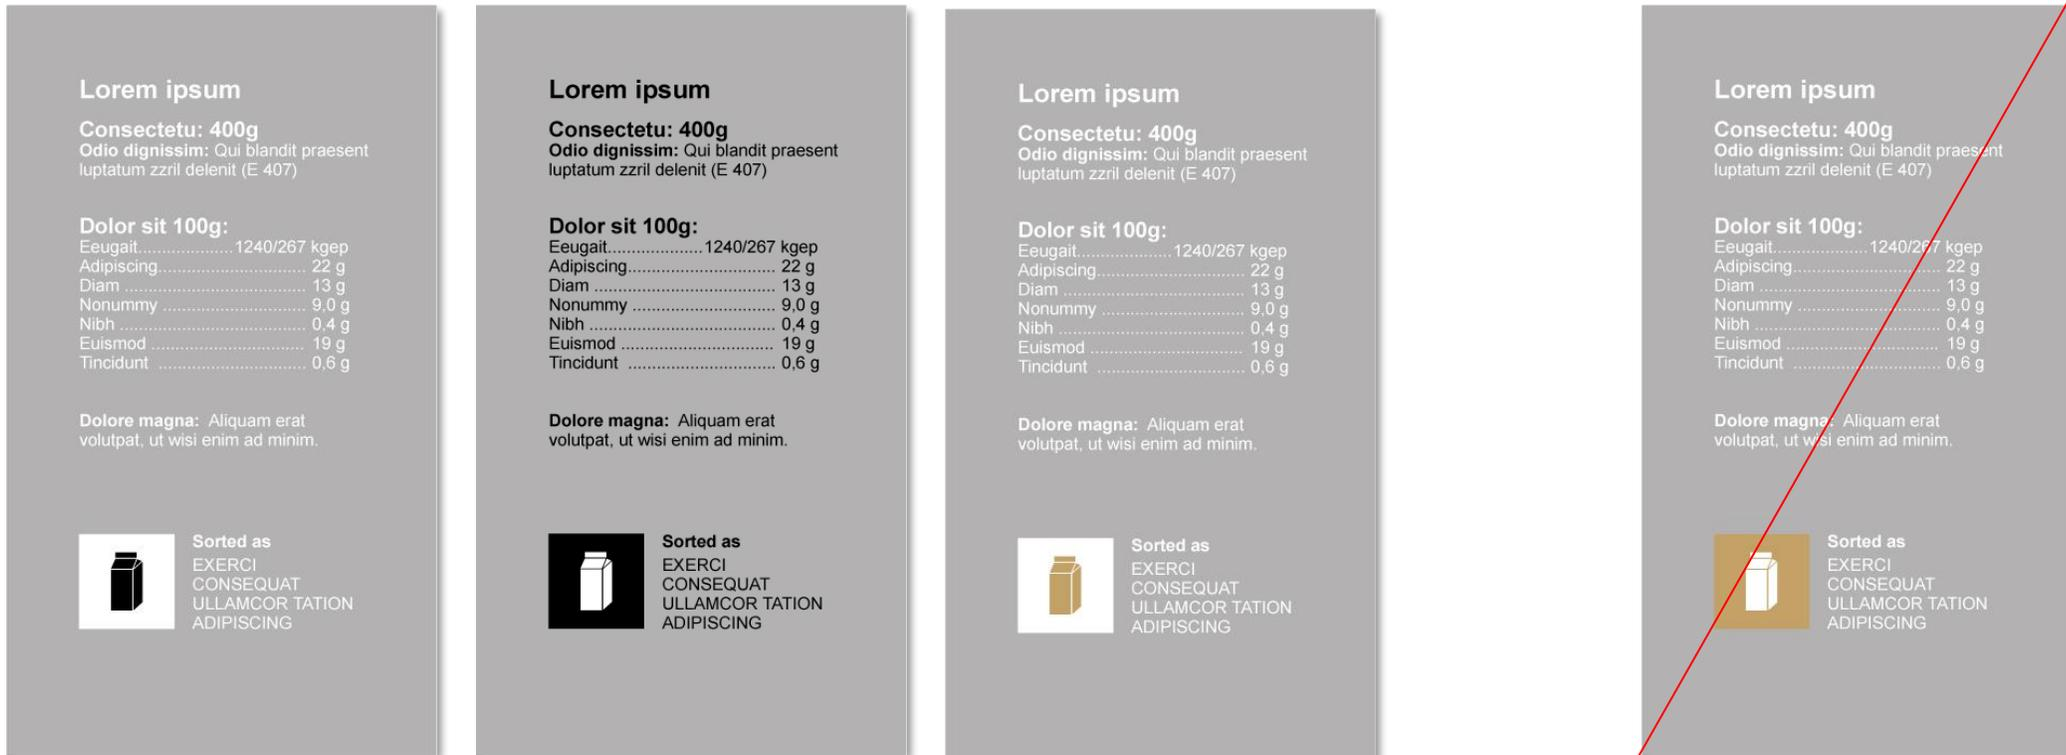 Lorem ipsum
Consectetu: 400g
Odio dignissim: Qui blandit praesent
luptatum zzril delenit (E 407)
Dolor sit 100g:
Eeugait....................1240/267 kgep
Adipiscing............................... 22 g
Diam ...................................... 13 g
Nonummy .............................. 9,0 g
Nibh ....................................... 0,4 g
Euismod ................................ 19 g
Tincidunt ............................... 0,6 g
Dolore magna: Aliquam erat
volutpat, ut wisi enim ad minim.
Sorted as
EXERCI
CONSEQUAT
ULLAMCOR TATION
ADIPISCING
Lorem ipsum
Consectetu: 400g
Odio dignissim: Qui blandit praesent
luptatum zzril delenit (E 407)
Dolor sit 100g:
Eeugait....................1240/267 kgep
Adipiscing............................... 22 g
Diam ...................................... 13 g
Nonummy .............................. 9,0 g
Nibh ....................................... 0,4 g
Euismod ................................ 19 g
Tincidunt ............................... 0,6 g
Dolore magna: Aliquam erat
volutpat, ut wisi enim ad minim.
Sorted as
EXERCI
CONSEQUAT
ULLAMCOR TATION
ADIPISCING
Lorem ipsum
Consectetu: 400g
Odio dignissim: Qui blandit praesent
luptatum zzril delenit (E 407)
Dolor sit 100g:
Eeugait....................1240/267 kgep
Adipiscing............................... 22 g
Diam ...................................... 13 g
Nonummy .............................. 9,0 g
Nibh ....................................... 0,4 g
Euismod ................................ 19 g
Tincidunt ............................... 0,6 g
Dolore magna: Aliquam erat
volutpat, ut wisi enim ad minim.
Sorted as
EXERCI
CONSEQUAT
ULLAMCOR TATION
ADIPISCING
Lorem ipsum
Consectetu: 400g
Odio dignissim: Qui blandit praesent
luptatum zzril delenit (E 407)
Dolor sit 100g:
Eeugait....................1240/267 kgep
Adipiscing............................... 22 g
Diam ...................................... 13 g
Nonummy .............................. 9,0 g
Nibh ....................................... 0,4 g
Euismod ................................ 19 g
Tincidunt ............................... 0,6 g
Dolore magna: Aliquam erat
volutpat, ut wisi enim ad minim.
Sorted as
EXERCI
CONSEQUAT
ULLAMCOR TATION
ADIPISCING